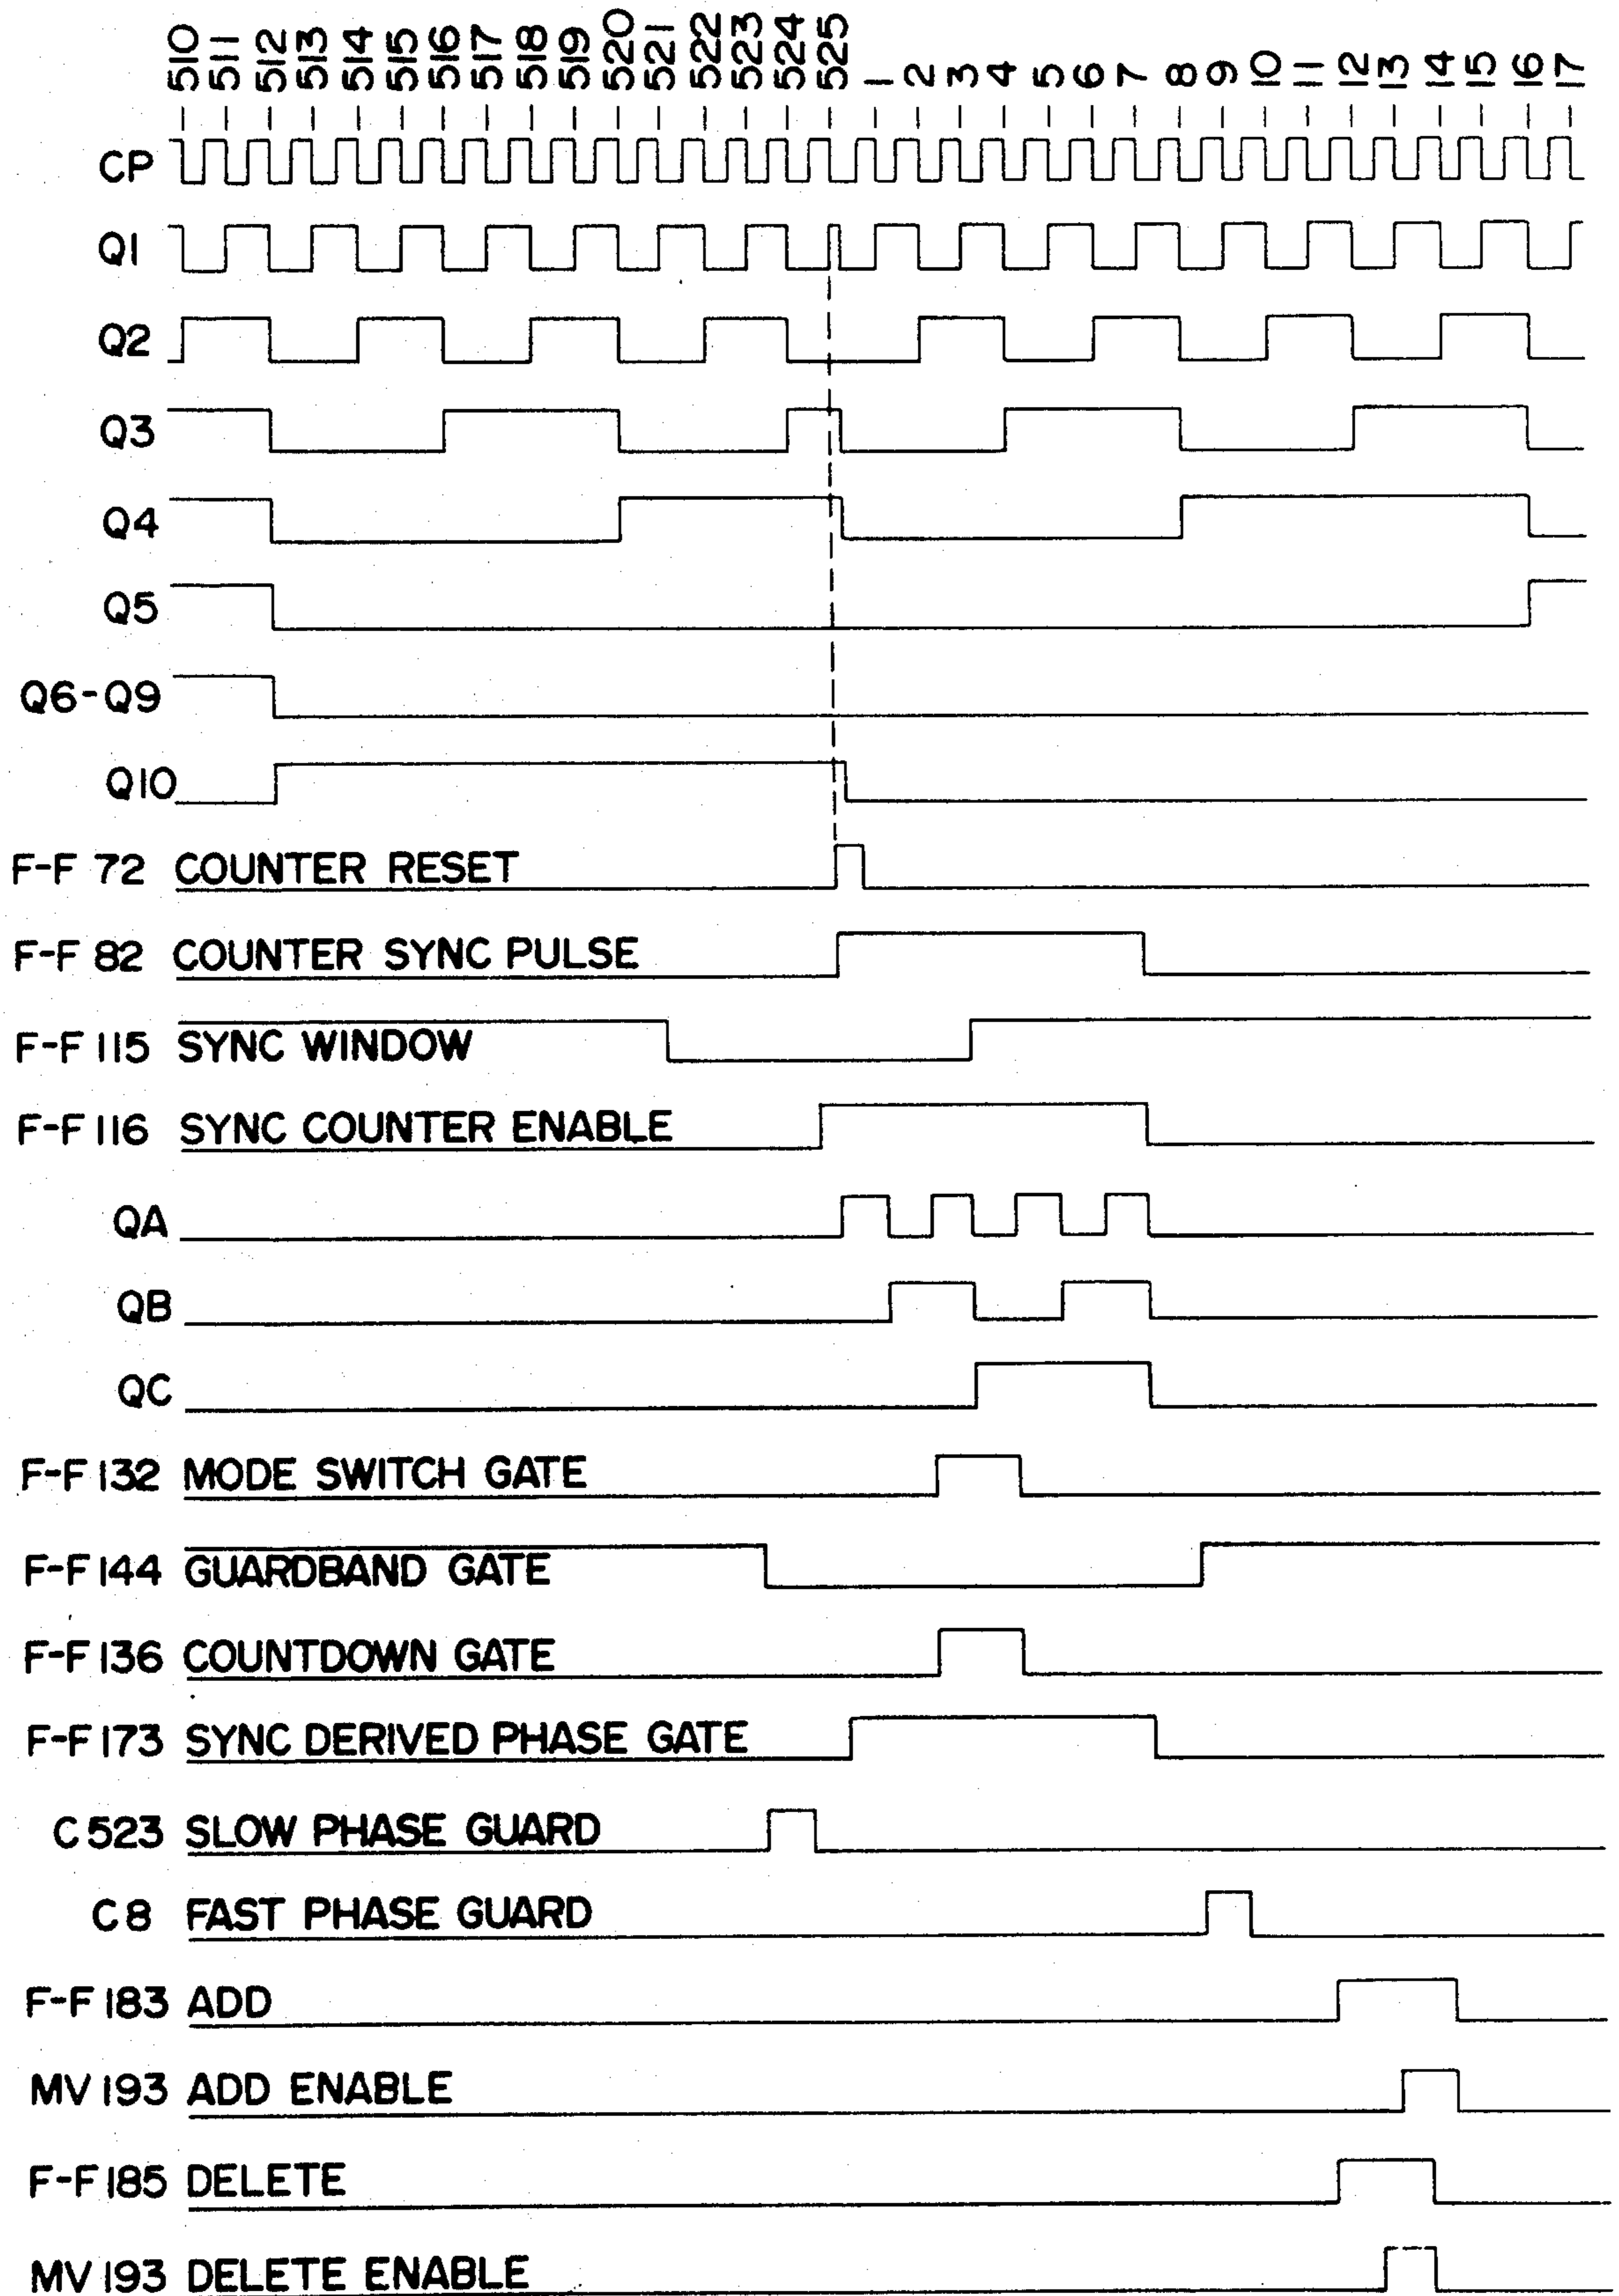 510 511 512 513 514 515 516 517 518 519 520 521 522 523 524 525 1 2 3 4 5 6 7 8 9 10 11 12 13 14 15 16 17
CP
Q1
Q2
Q3
Q4
Q5
Q6-Q9
Q10
F-F 72 COUNTER RESET
F-F 82 COUNTER SYNC PULSE
F-F 115 SYNC WINDOW
F-F 116 SYNC COUNTER ENABLE
QA
QB
QC
F-F 132 MODE SWITCH GATE
F-F 144 GUARDBAND GATE
F-F 136 COUNTDOWN GATE
F-F 173 SYNC DERIVED PHASE GATE
C 523 SLOW PHASE GUARD
C 8 FAST PHASE GUARD
F-F 183 ADD
MV 193 ADD ENABLE
F-F 185 DELETE
MV 193 DELETE ENABLE